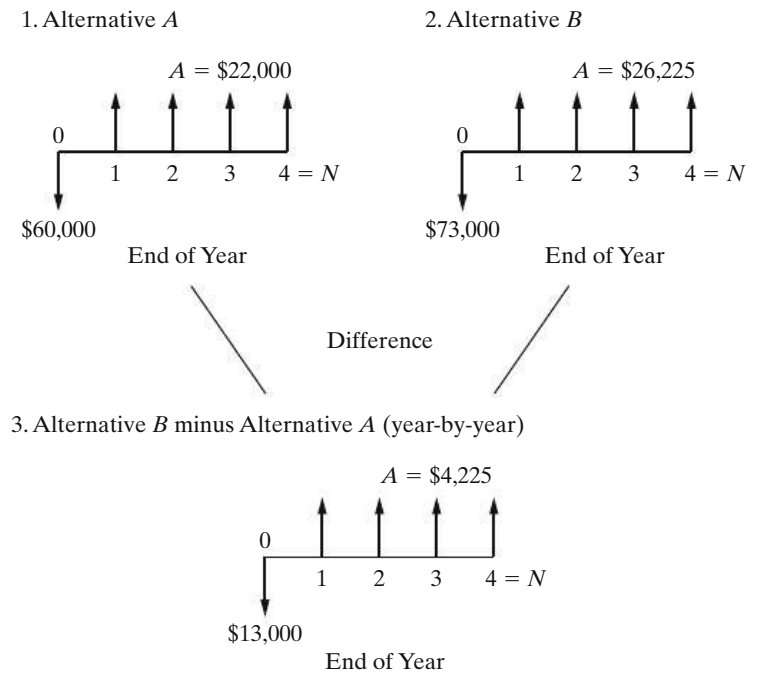 1. Alternative A
2. Alternative B
A = $22,000
A = $26,225
0
0
1 2 3 4 = N
1 2 3 4 = N
$60,000
$73,000
End of Year
End of Year
Difference
3. Alternative B minus Alternative A (year-by-year)
A = $4,225
0
1 2 3 4 = N
$13,000
End of Year